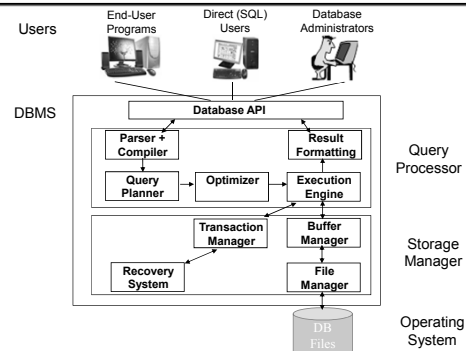 Users
End-User
Programs
Direct (SQL)
Users
Database
Administrators
DBMS
Database API
Parser +
Compiler
Result
Formatting
Query
Planner
Optimizer
Execution
Engine
Query
Processor
Transaction
Manager
Buffer
Manager
Recovery
System
File
Manager
Storage
Manager
DB
Files
Operating
System